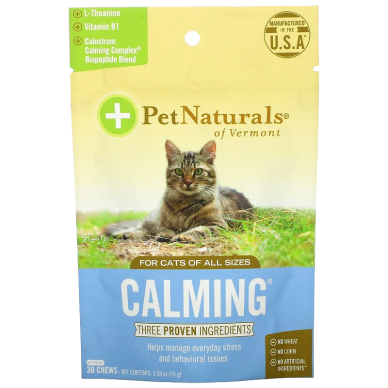 + L-Theanine
+ Vitamin B1
+ Colostrum
Calming Complex®
Biopeptide Blend
MANUFACTURED
IN THE
U.S.A
+ PetNaturals®
of Vermont
FOR CATS OF ALL SIZES
CALMING®
THREE PROVEN INGREDIENTS
Helps manage everyday stress
and behavioral issues
NO WHEAT
NO CORN
NO ARTIFICIAL
INGREDIENTS
30 CHEWS • NET CONTENTS: